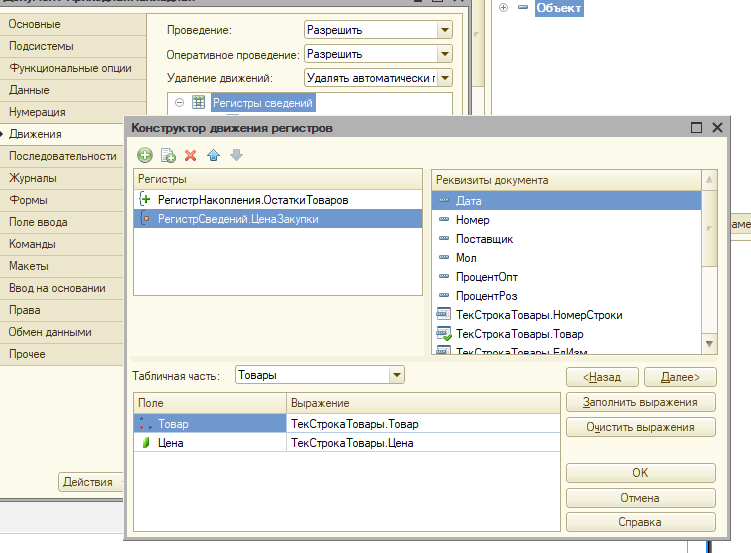 Основные
Подсистемы
Функциональные опции
Данные
Нумерация
Движения
Последовательности
Журналы
Формы
Поле ввода
Команды
Макеты
Ввод на основании
Права
Обмен данными
Прочее
Проведение:
Разрешить
Оперативное проведение:
Разрешить
Удаление движений:
Удалять автоматически
Регистры сведений
Объект
Конструктор движения регистров
Регистры
РегистрНакопления.ОстаткиТоваров
РегистрСведений.ЦенаЗакупки
Реквизиты документа
Дата
Номер
Поставщик
Мол
ПроцентОпт
ПроцентРоз
ТекСтрокаТовары.НомерСтроки
ТекСтрокаТовары.Товар
ТекСтрокаТовары.ЕдИзм
Табличная часть:
Товары
<Назад
Далее>
Поле
Выражение
Товар
ТекСтрокаТовары.Товар
Цена
ТекСтрокаТовары.Цена
Заполнить выражения
Очистить выражения
OK
Отмена
Справка
Действия